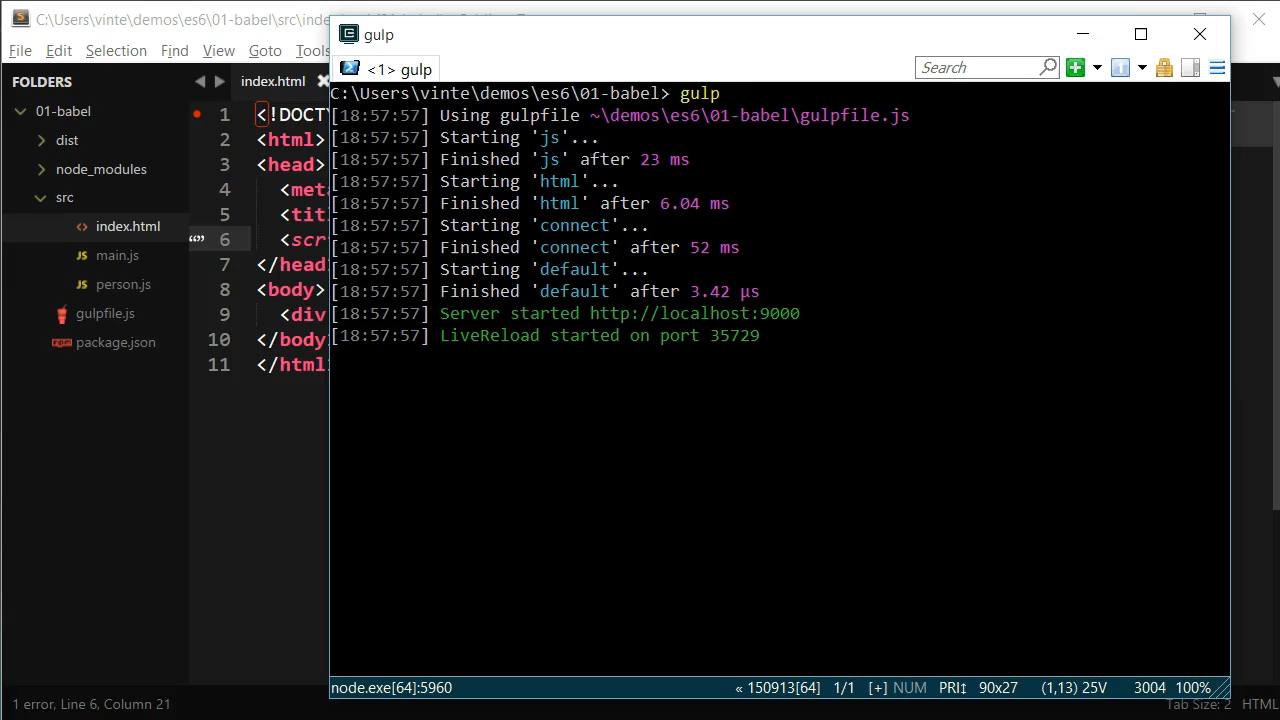 C:\Users\vinte\demos\es6\01-babel\src\inde
File Edit Selection Find View Goto Tools
FOLDERS
01-babel
dist
node_modules
src
index.html
main.js
person.js
gulpfile.js
package.json
index.html
1 <!DOCTY
2 <html>
3 <head>
4 <meta
5 <tit
6 <scr
7 </head
8 <body>
9 <div
10 </body
11 </html
gulp
<1> gulp
Search
C:\Users\vinte\demos\es6\01-babel> gulp
[18:57:57] Using gulpfile ~\demos\es6\01-babel\gulpfile.js
[18:57:57] Starting 'js'...
[18:57:57] Finished 'js' after 23 ms
[18:57:57] Starting 'html'...
[18:57:57] Finished 'html' after 6.04 ms
[18:57:57] Starting 'connect'...
[18:57:57] Finished 'connect' after 52 ms
[18:57:57] Starting 'default'...
[18:57:57] Finished 'default' after 3.42 μs
[18:57:57] Server started http://localhost:9000
[18:57:57] LiveReload started on port 35729
node.exe[64]:5960 « 150913[64] 1/1 [+] NUM PRI↕ 90x27 (1,13) 25V 3004 100%
1 error, Line 6, Column 21
Tab Size: 2 HTML